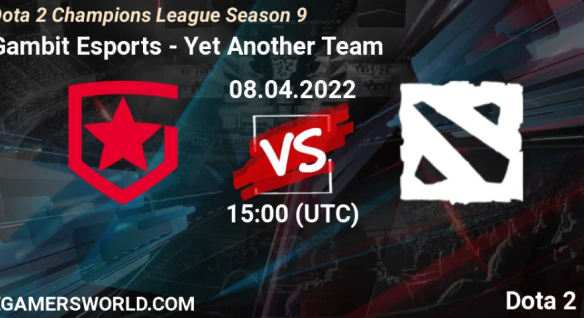 Dota 2 Champions League Season 9
Gambit Esports - Yet Another Team
08.04.2022
VS
15:00 (UTC)
EGAMERSWORLD.COM
Dota 2